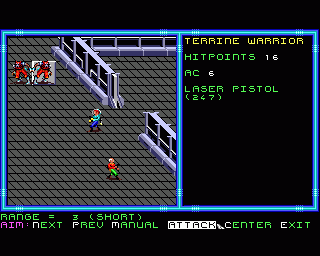 TERRINE WARRIOR
HITPOINTS 16
AC 6
LASER PISTOL
(247)
RANGE = 3 (SHORT)
AIM:NEXT PREV MANUAL ATTACK CENTER EXIT